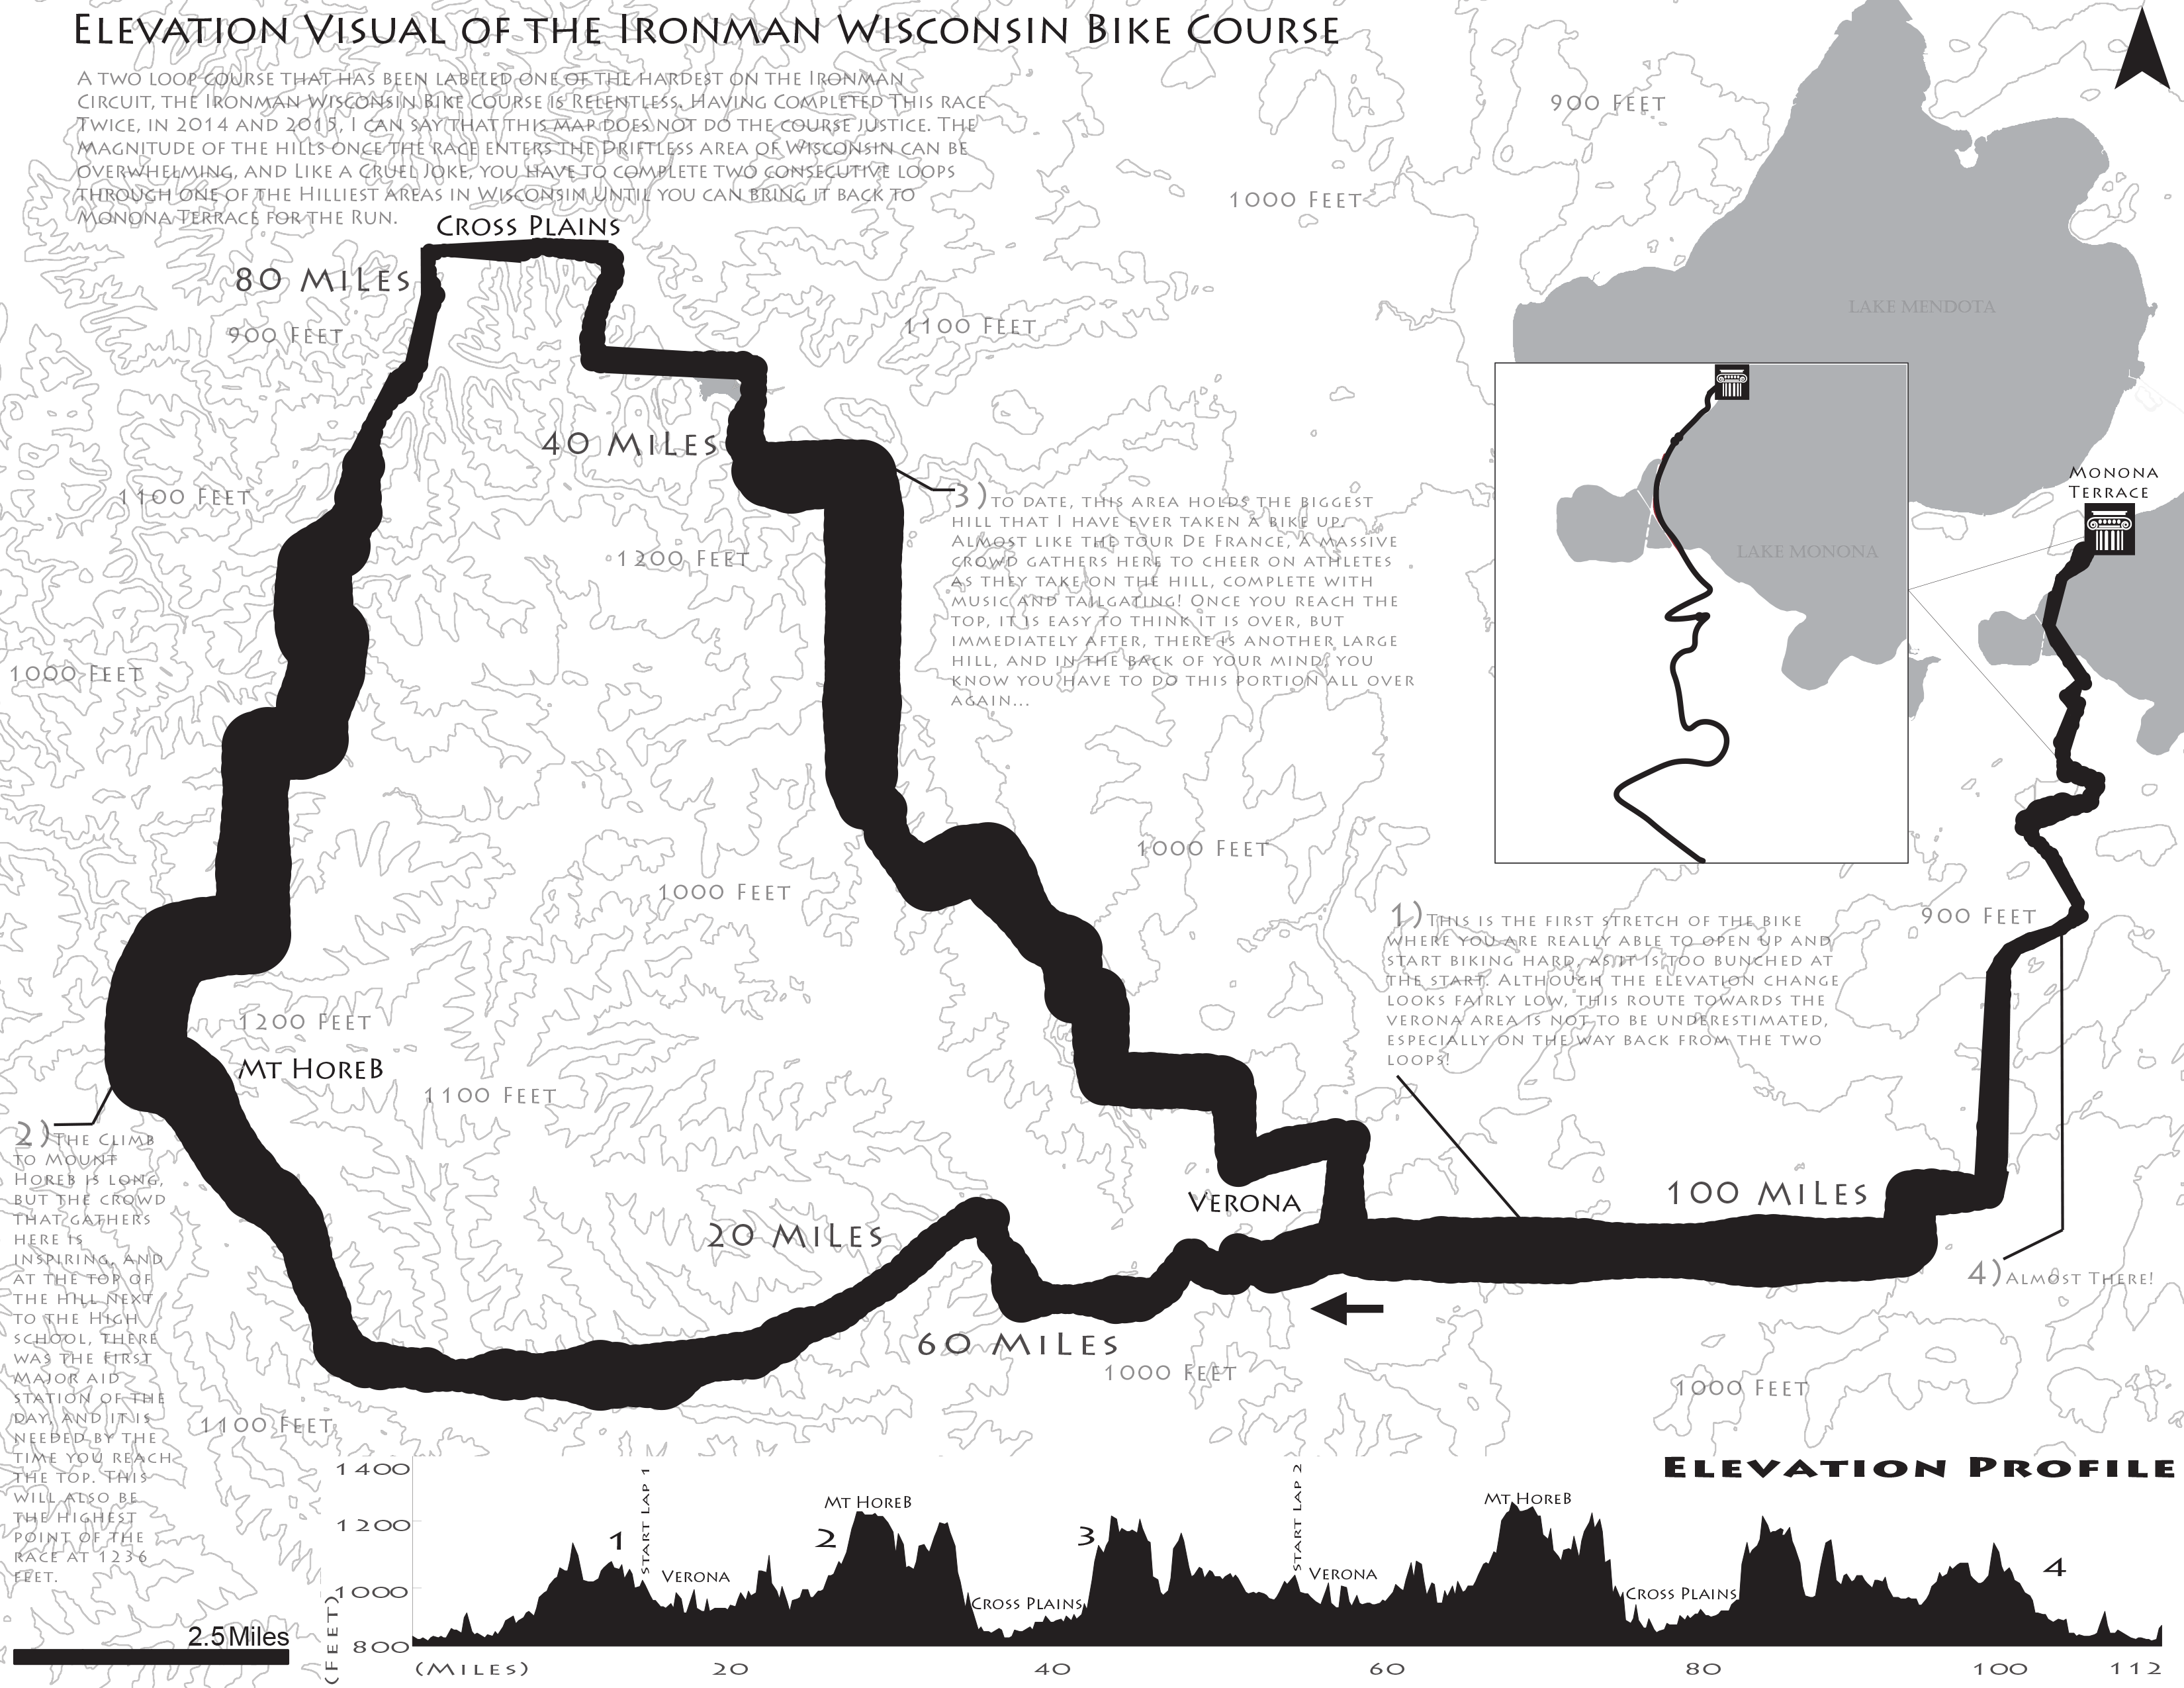 Elevation Visual of the Ironman Wisconsin Bike Course
A two loop course that has been labeled one of the hardest on the Ironman
Circuit, the Ironman Wisconsin Bike Course is Relentless. Having Completed This race
Twice, in 2014 and 2015, I can say that this map does not do the course justice. The
magnitude of the hills once the race enters the Driftless area of Wisconsin can be
overwhelming, and Like a cruel joke, you have to complete two consecutive loops
through one of the Hilliest areas in Wisconsin until you can bring it back to
Monona Terrace for the Run.
900 Feet
1000 Feet
Cross Plains
80 Miles
Lake Mendota
1100 Feet
900 Feet
40 Miles
Monona
Terrace
1100 Feet
3) to date, this area holds the biggest
hill that I have ever taken a bike up.
Almost like the tour De France, a massive
crowd gathers here to cheer on athletes
as they take on the hill, complete with
music and tailgating! Once you reach the
top, it is easy to think it is over, but
immediately after, there is another large
hill, and in the back of your mind, you
know you have to do this portion all over
again...
1200 Feet
Lake Monona
1000 Feet
1000 Feet
1000 Feet
1) This is the first stretch of the bike
where you are really able to open up and
start biking hard, as it is too bunched at
the start. Although the elevation change
looks fairly low, this route towards the
Verona area is not to be underestimated,
especially on the way back from the two
loops!
900 Feet
1200 Feet
Mt Horeb
1100 Feet
2) The Climb
to Mount
Horeb is long,
but the crowd
that gathers
here is
inspiring, and
at the top of
the hill next
to the High
school, there
was the first
major aid
station of the
day, and it is
needed by the
time you reach
the top. This
will also be
the highest
point of the
race at 1236
feet.
Verona
100 Miles
20 Miles
4) Almost There!
60 Miles
1000 Feet
1000 Feet
1100 Feet
Elevation Profile
1400
1200
1000
800
(Feet)
1
Start Lap 1
Verona
2
Mt Horeb
Cross Plains
3
Start Lap 2
Verona
Mt Horeb
Cross Plains
4
2.5Miles
(Miles)
20
40
60
80
100
112